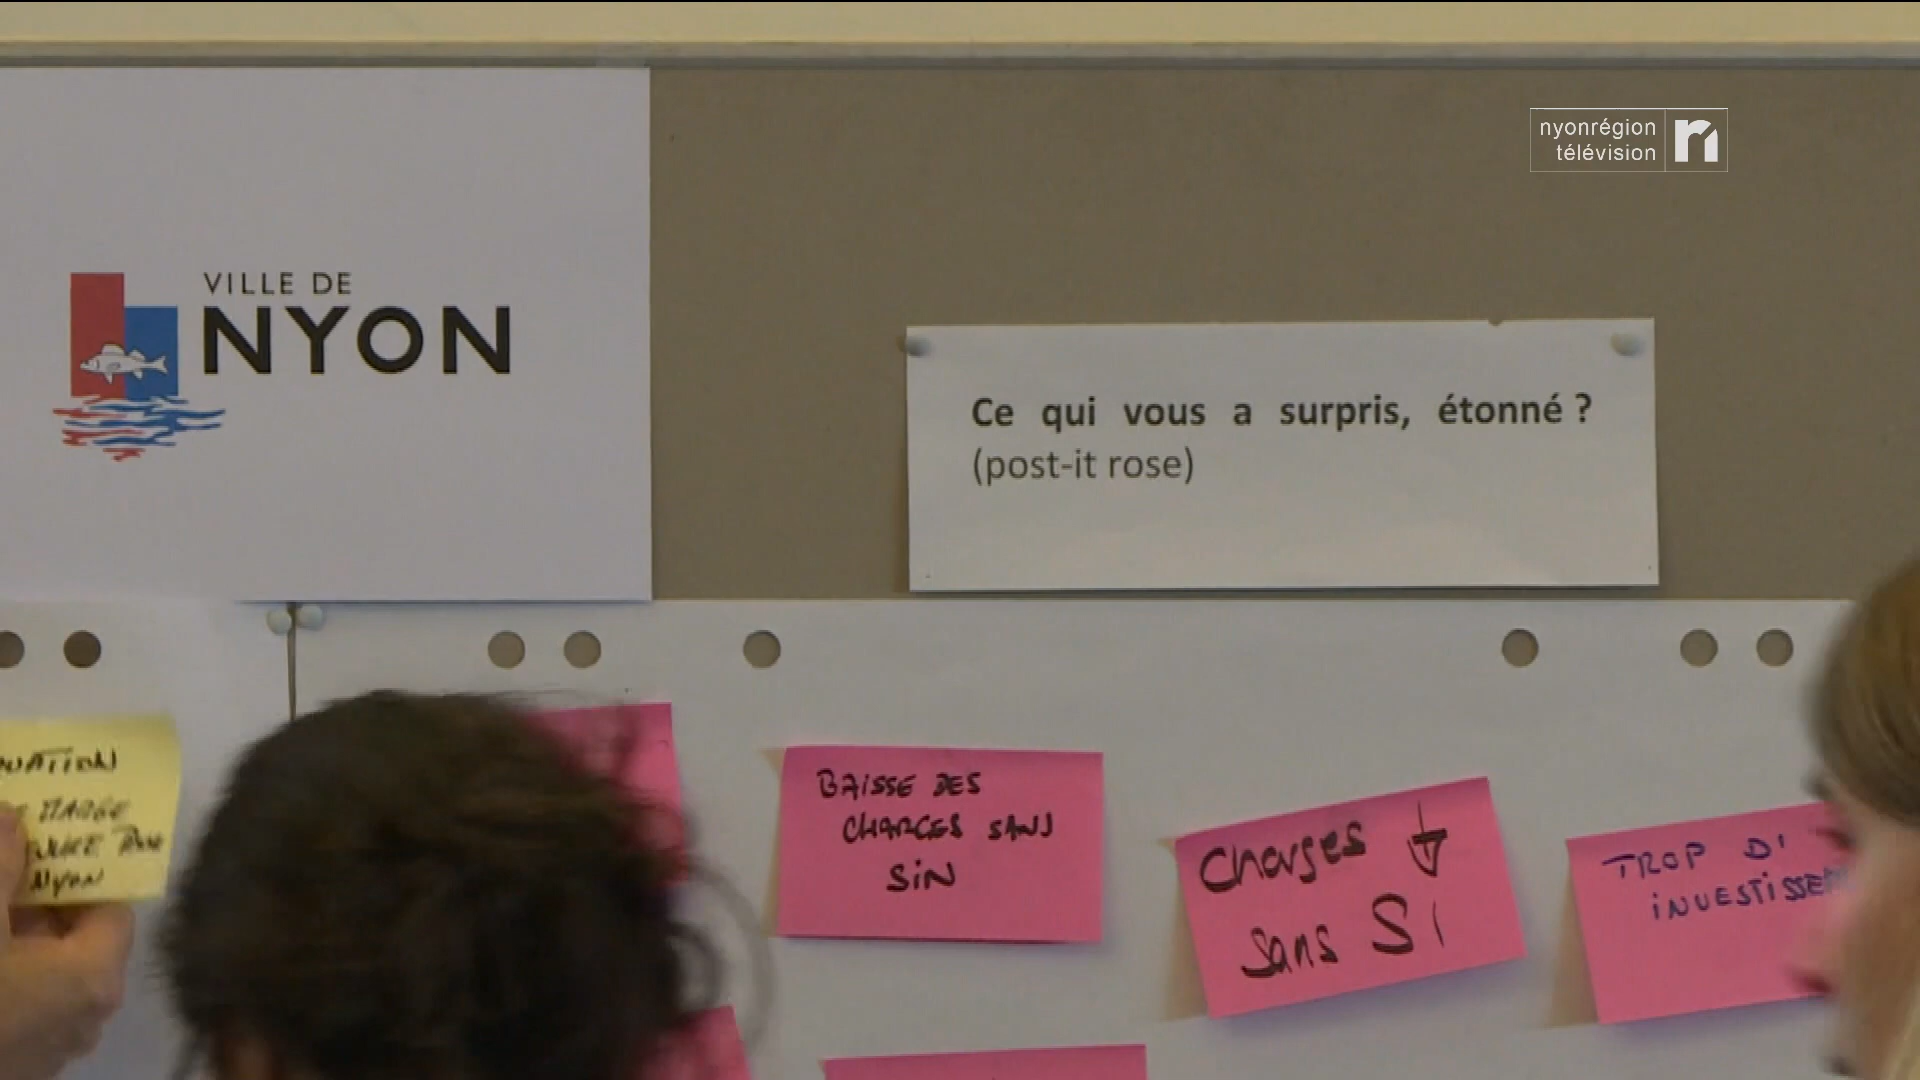 nyonrégion
télévision
VILLE DE
NYON
Ce qui vous a surpris, étonné ?
(post-it rose)
BAISSE DES
CHARGES SANS
SIN
Charges
sans SI
TROP D'
Nyon